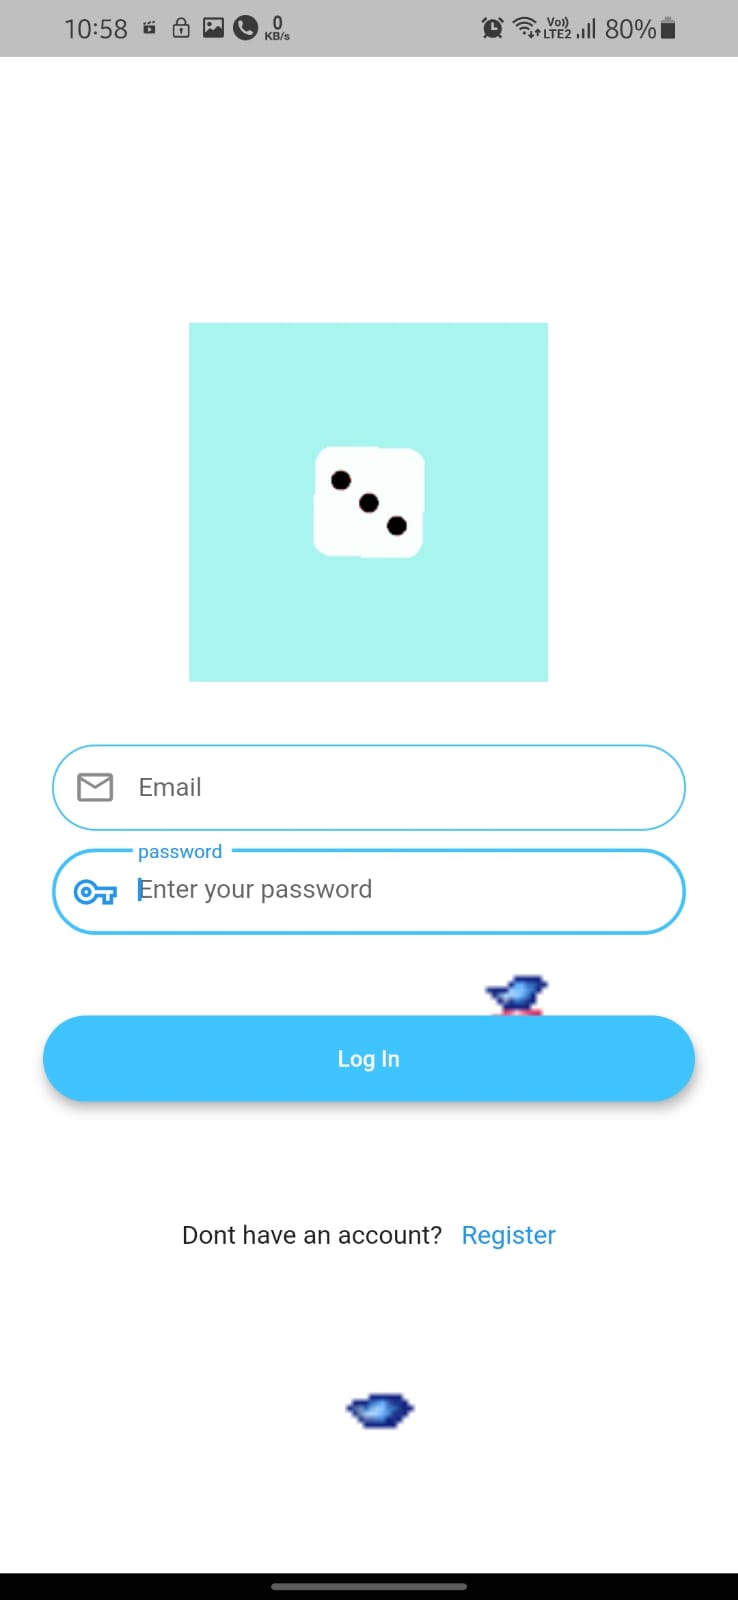 10:58 0 KB/s Vo)) LTE2 80%
Email
password
Enter your password
Log In
Dont have an account? Register